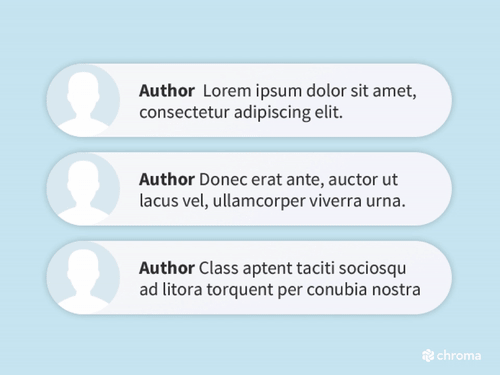 Author Lorem ipsum dolor sit amet,
consectetur adipiscing elit.
Author Donec erat ante, auctor ut
lacus vel, ullamcorper viverra urna.
Author Class aptent taciti sociosqu
ad litora torquent per conubia nostra
chroma